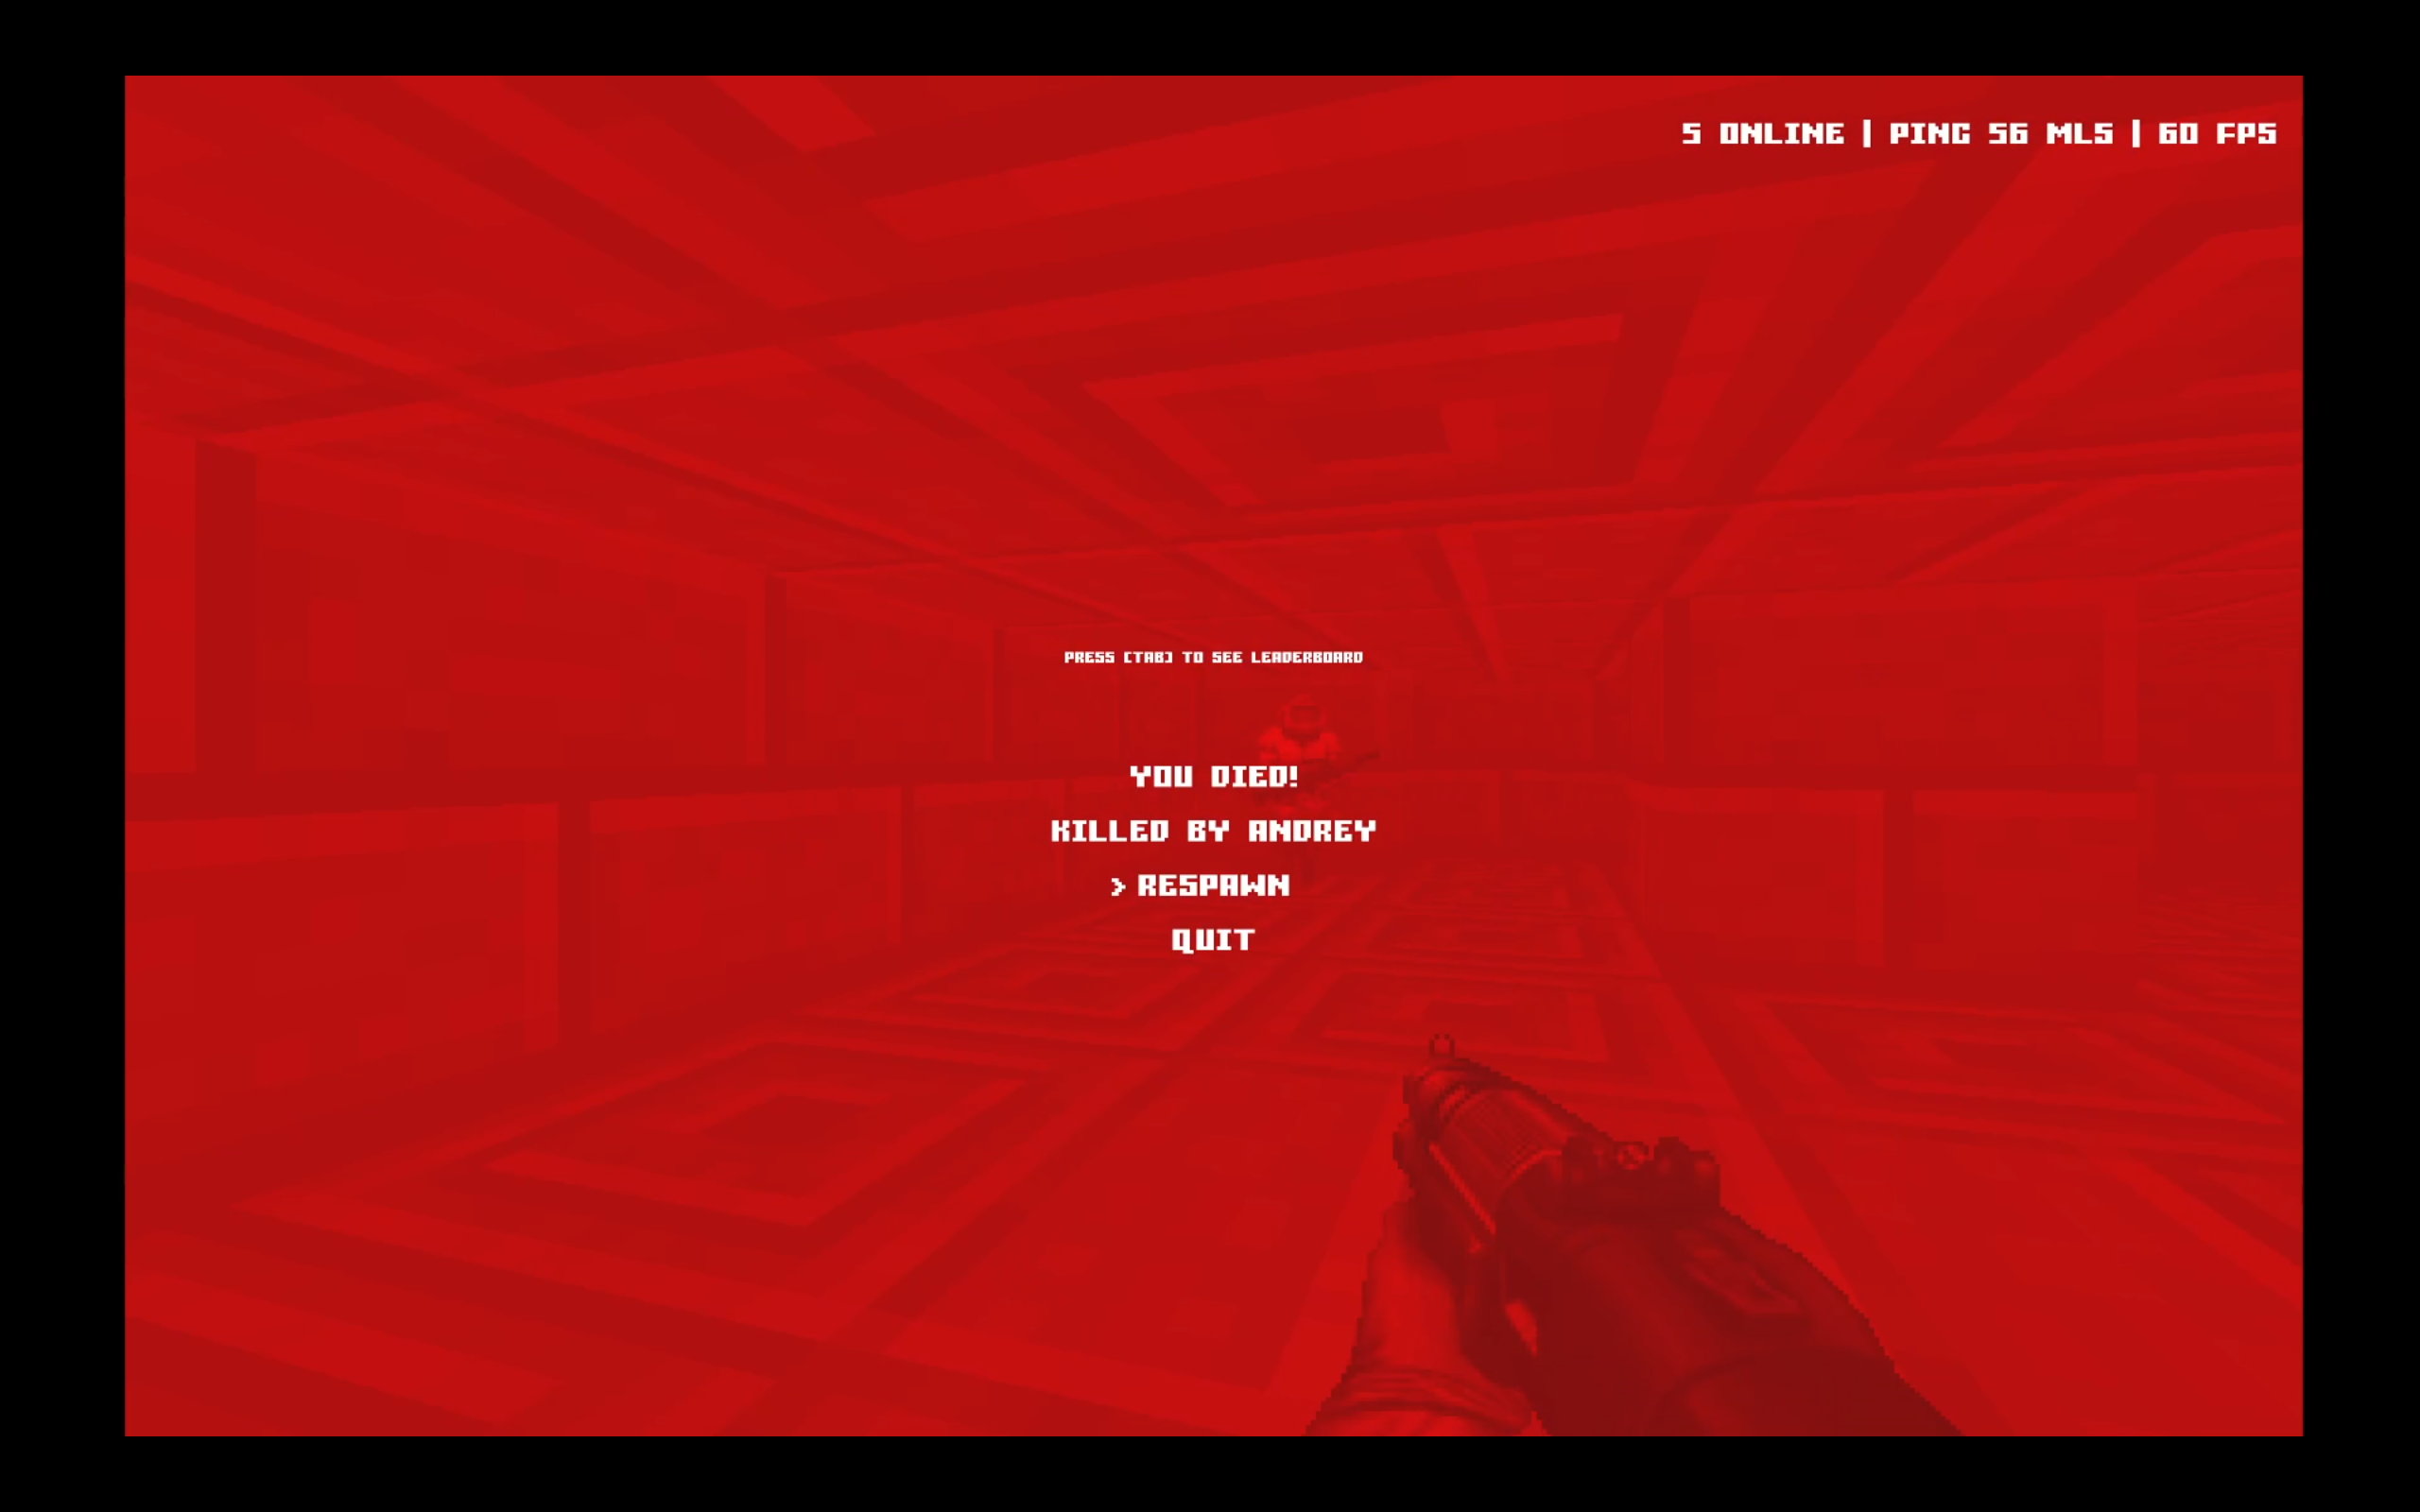 5 ONLINE | PING 56 MLS | 60 FPS
PRESS [TAB] TO SEE LEADERBOARD
YOU DIED!
KILLED BY ANDREY
> RESPAWN
QUIT